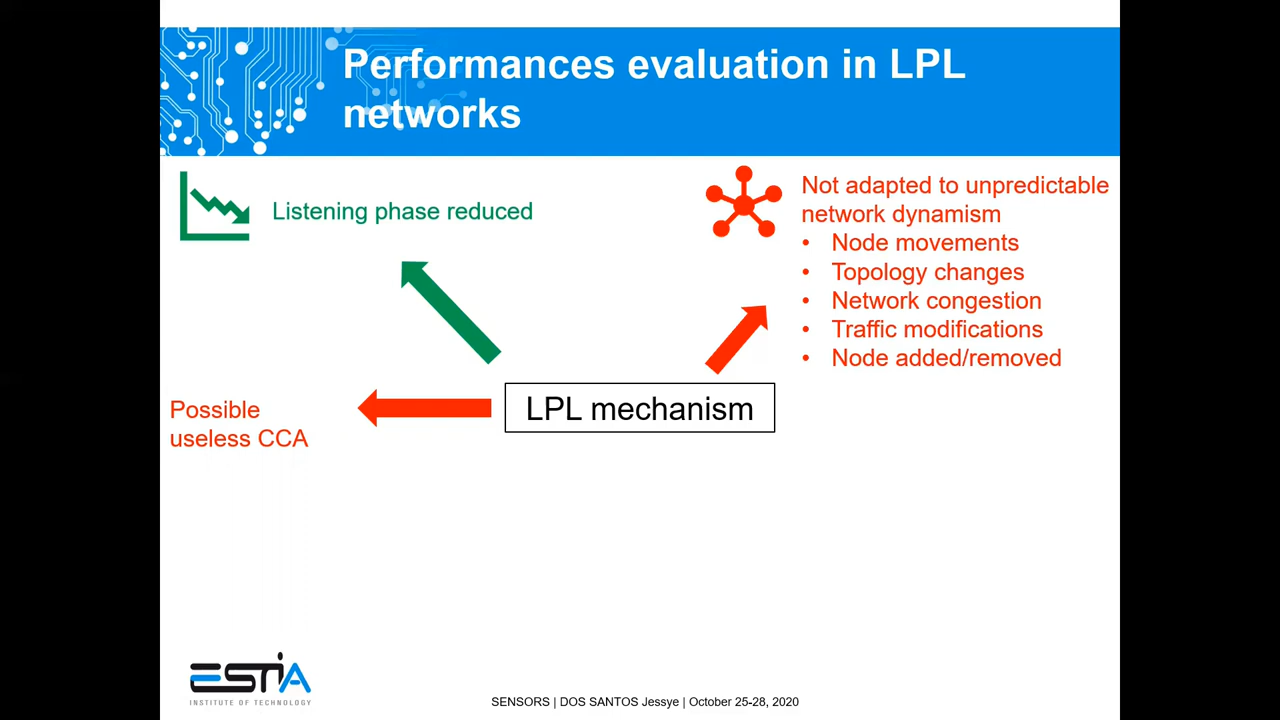 Performances evaluation in LPL
networks
Listening phase reduced
Not adapted to unpredictable
network dynamism
• Node movements
• Topology changes
• Network congestion
• Traffic modifications
• Node added/removed
LPL mechanism
Possible
useless CCA
ESTIA
INSTITUTE OF TECHNOLOGY
SENSORS | DOS SANTOS Jessye | October 25-28, 2020